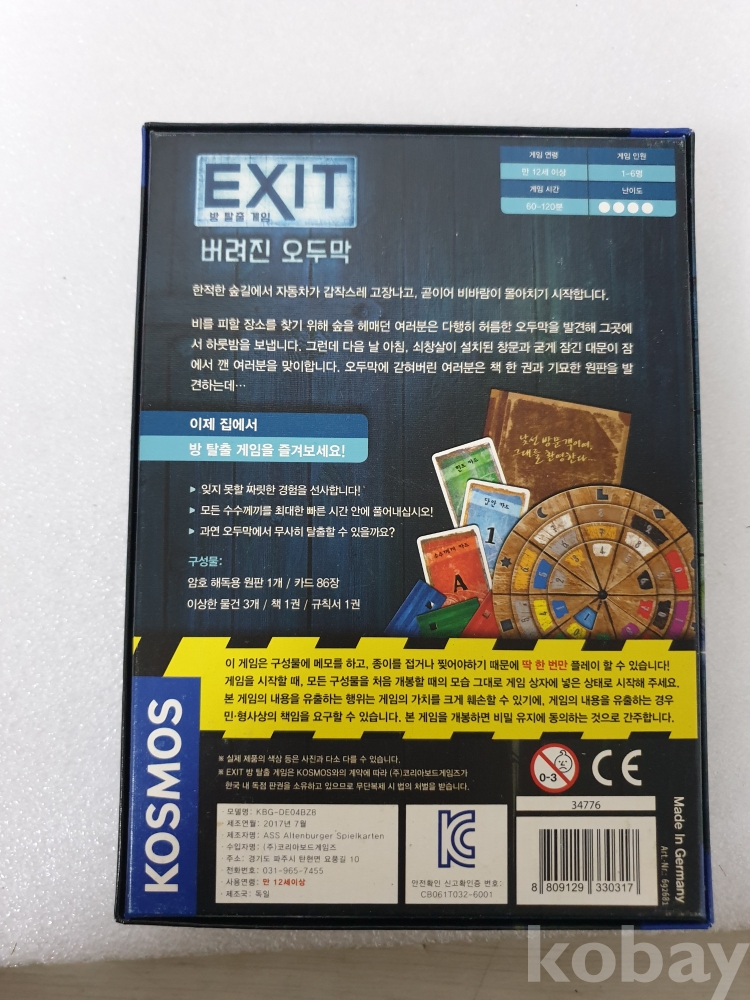 EXIT
방 탈출 게임
버려진 오두막
게임 연령
게임 인원
만 12세 이상
1-6명
게임 시간
난이도
60-120분
한적한 숲길에서 자동차가 갑작스레 고장나고, 곧이어 비바람이 몰아치기 시작합니다.
비를 피할 장소를 찾기 위해 숲을 헤매던 여러분은 다행히 허름한 오두막을 발견해 그곳에
서 하룻밤을 보냅니다. 그런데 다음 날 아침, 쇠창살이 설치된 창문과 굳게 잠긴 대문이 잠
에서 깬 여러분을 맞이합니다. 오두막에 갇혀버린 여러분은 책 한 권과 기묘한 원판을 발
견하는데…
이제 집에서
방 탈출 게임을 즐겨보세요!
▶ 잊지 못할 짜릿한 경험을 선사합니다!
▶ 모든 수수께끼를 최대한 빠른 시간 안에 풀어내십시오!
▶ 과연 오두막에서 무사히 탈출할 수 있을까요?
구성물:
암호 해독용 원판 1개 / 카드 86장
이상한 물건 3개 / 책 1권 / 규칙서 1권
낯선 방문객이여,
그대를 환영한다.
힌트 카드
정답 카드
1
수수께끼 카드
A
이 게임은 구성물에 메모를 하고, 종이를 접거나 찢어야하기 때문에 딱 한 번만 플레이 할 수 있습니다!
게임을 시작할 때, 모든 구성물을 처음 개봉할 때의 모습 그대로 게임 상자에 넣은 상태로 시작해 주세요.
본 게임의 내용을 유출하는 행위는 게임의 가치를 크게 훼손할 수 있기에, 게임의 내용을 유출하는 경우
민·형사상의 책임을 요구할 수 있습니다. 본 게임을 개봉하면 비밀 유지에 동의하는 것으로 간주합니다.
KOSMOS
※ 실제 제품의 색상 등은 사진과 다소 다를 수 있습니다.
※ EXIT 방 탈출 게임은 KOSMOS와의 계약에 따라 (주)코리아보드게임즈가
한국 내 독점 판권을 소유하고 있으므로 무단복제 시 법의 처벌을 받습니다.
0-3
CE
모델명: KBG-DE04BZB
제조연월: 2017년 7월
제조자명: ASS Altenburger Spielkarten
수입자명: (주)코리아보드게임즈
주소: 경기도 파주시 탄현면 요풍길 10
전화번호: 031-965-7455
사용연령: 만 12세이상
제조국: 독일
안전확인 신고확인증 번호:
CB061T032-6001
34776
8 809129 330317
Made In Germany
Art.-Nr.: 692681
kobay